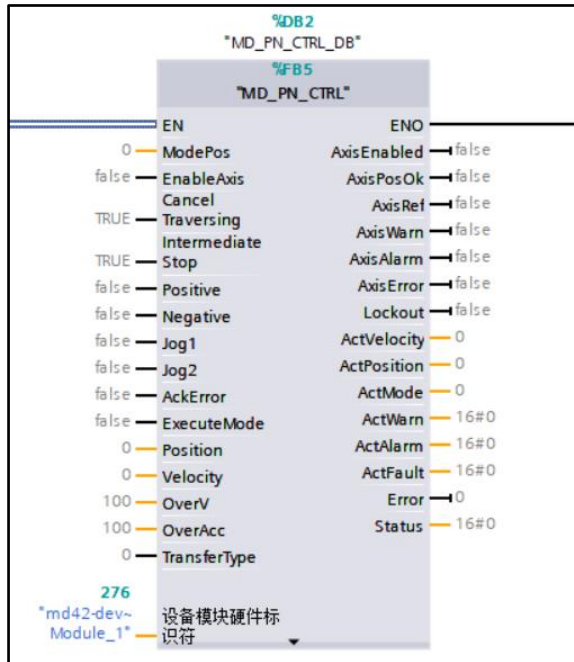 %DB2
"MD_PN_CTRL_DB"
%FB5
"MD_PN_CTRL"
EN ENO
0 ModePos AxisEnabled false
false EnableAxis AxisPosOk false
Cancel
TRUE Traversing AxisRef false
Intermediate AxisWarn false
TRUE Stop AxisAlarm false
false Positive AxisError false
false Negative Lockout false
false Jog1 ActVelocity 0
false Jog2 ActPosition 0
false AckError ActMode 0
false ExecuteMode ActWarn 16#0
0 Position ActAlarm 16#0
0 Velocity ActFault 16#0
100 OverV Error 0
100 OverAcc Status 16#0
0 TransferType
276
"md42-dev~ 设备模块硬件标
Module_1" 识符